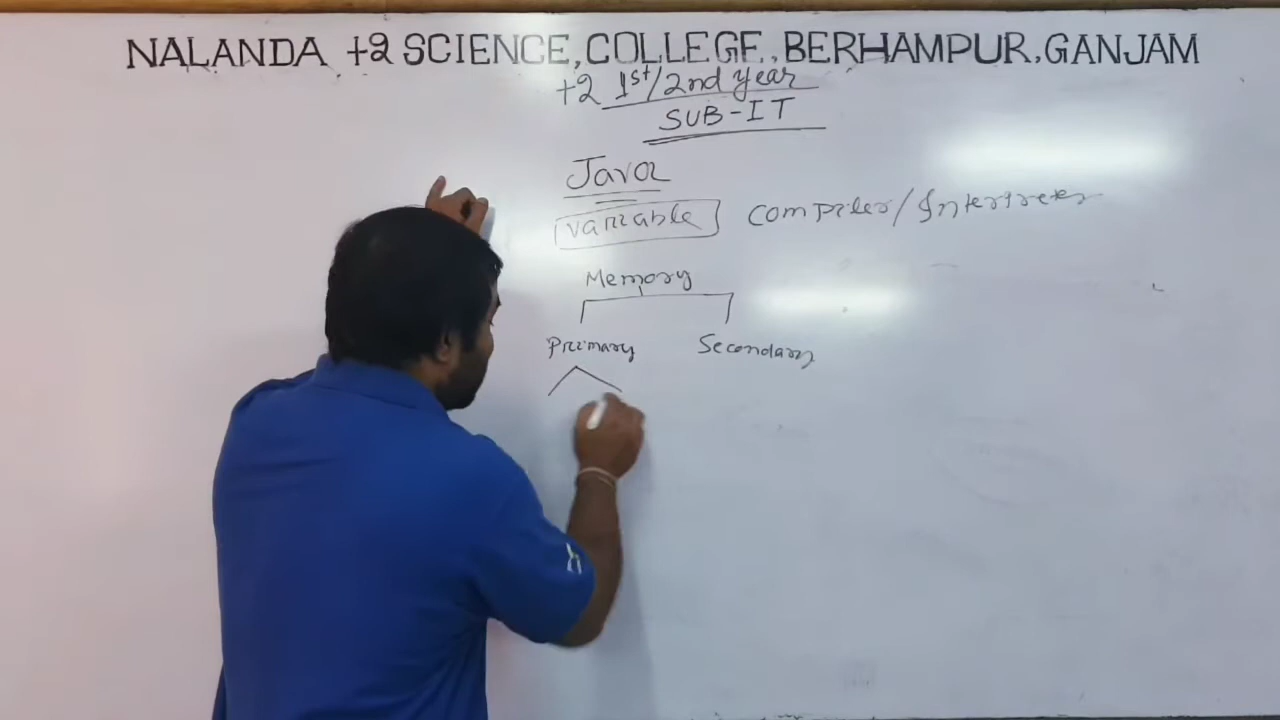 NALANDA +2 SCIENCE, COLLEGE, BERHAMPUR, GANJAM
+2 1st/2nd year
SUB-IT
Java
variable Compiler/Interpreter
Memory
Primary Secondary